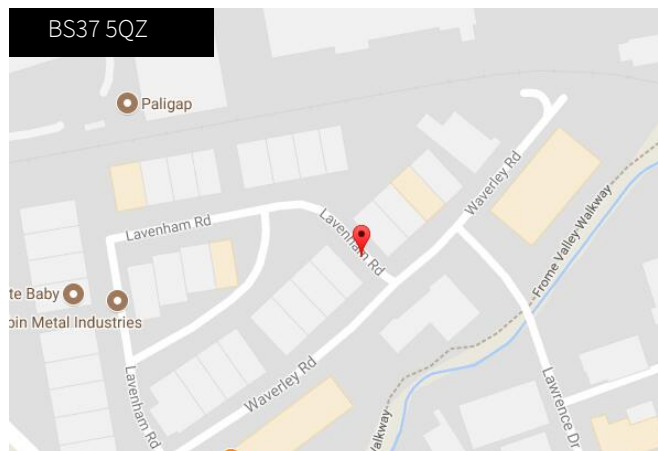 BS37 5QZ
Paligap
Waverley Rd
Lavenham Rd
Lavenham Rd
Frome Valley Walkway
te Baby
bin Metal Industries
Waverley Rd
Lavenham Rd
Lawrence Dr
Walkway